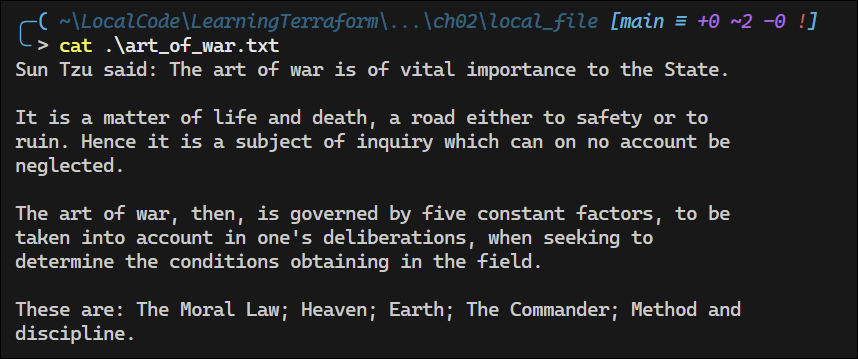 ~\LocalCode\LearningTerraform\...\ch02\local_file [main ≡ +0 ~2 −0 !]
> cat .\art_of_war.txt
Sun Tzu said: The art of war is of vital importance to the State.
It is a matter of life and death, a road either to safety or to
ruin. Hence it is a subject of inquiry which can on no account be
neglected.
The art of war, then, is governed by five constant factors, to be
taken into account in one's deliberations, when seeking to
determine the conditions obtaining in the field.
These are: The Moral Law; Heaven; Earth; The Commander; Method and
discipline.